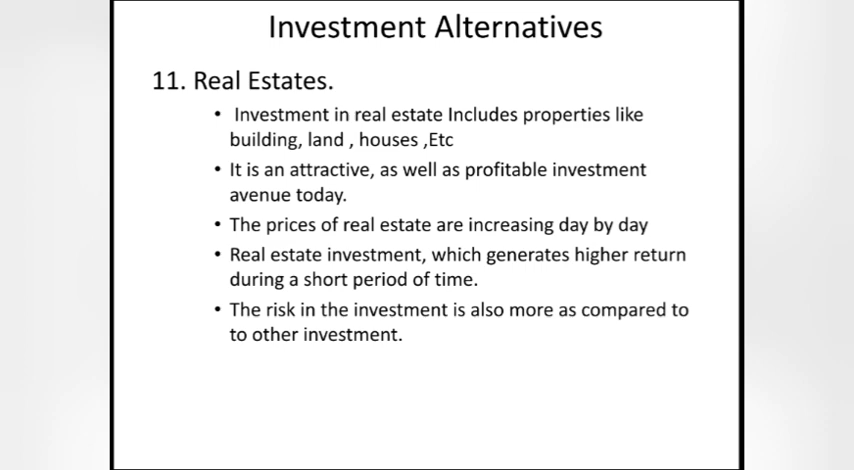 Investment Alternatives
11. Real Estates.
• Investment in real estate Includes properties like
building, land , houses ,Etc
• It is an attractive, as well as profitable investment
avenue today.
• The prices of real estate are increasing day by day
• Real estate investment, which generates higher return
during a short period of time.
• The risk in the investment is also more as compared to
to other investment.